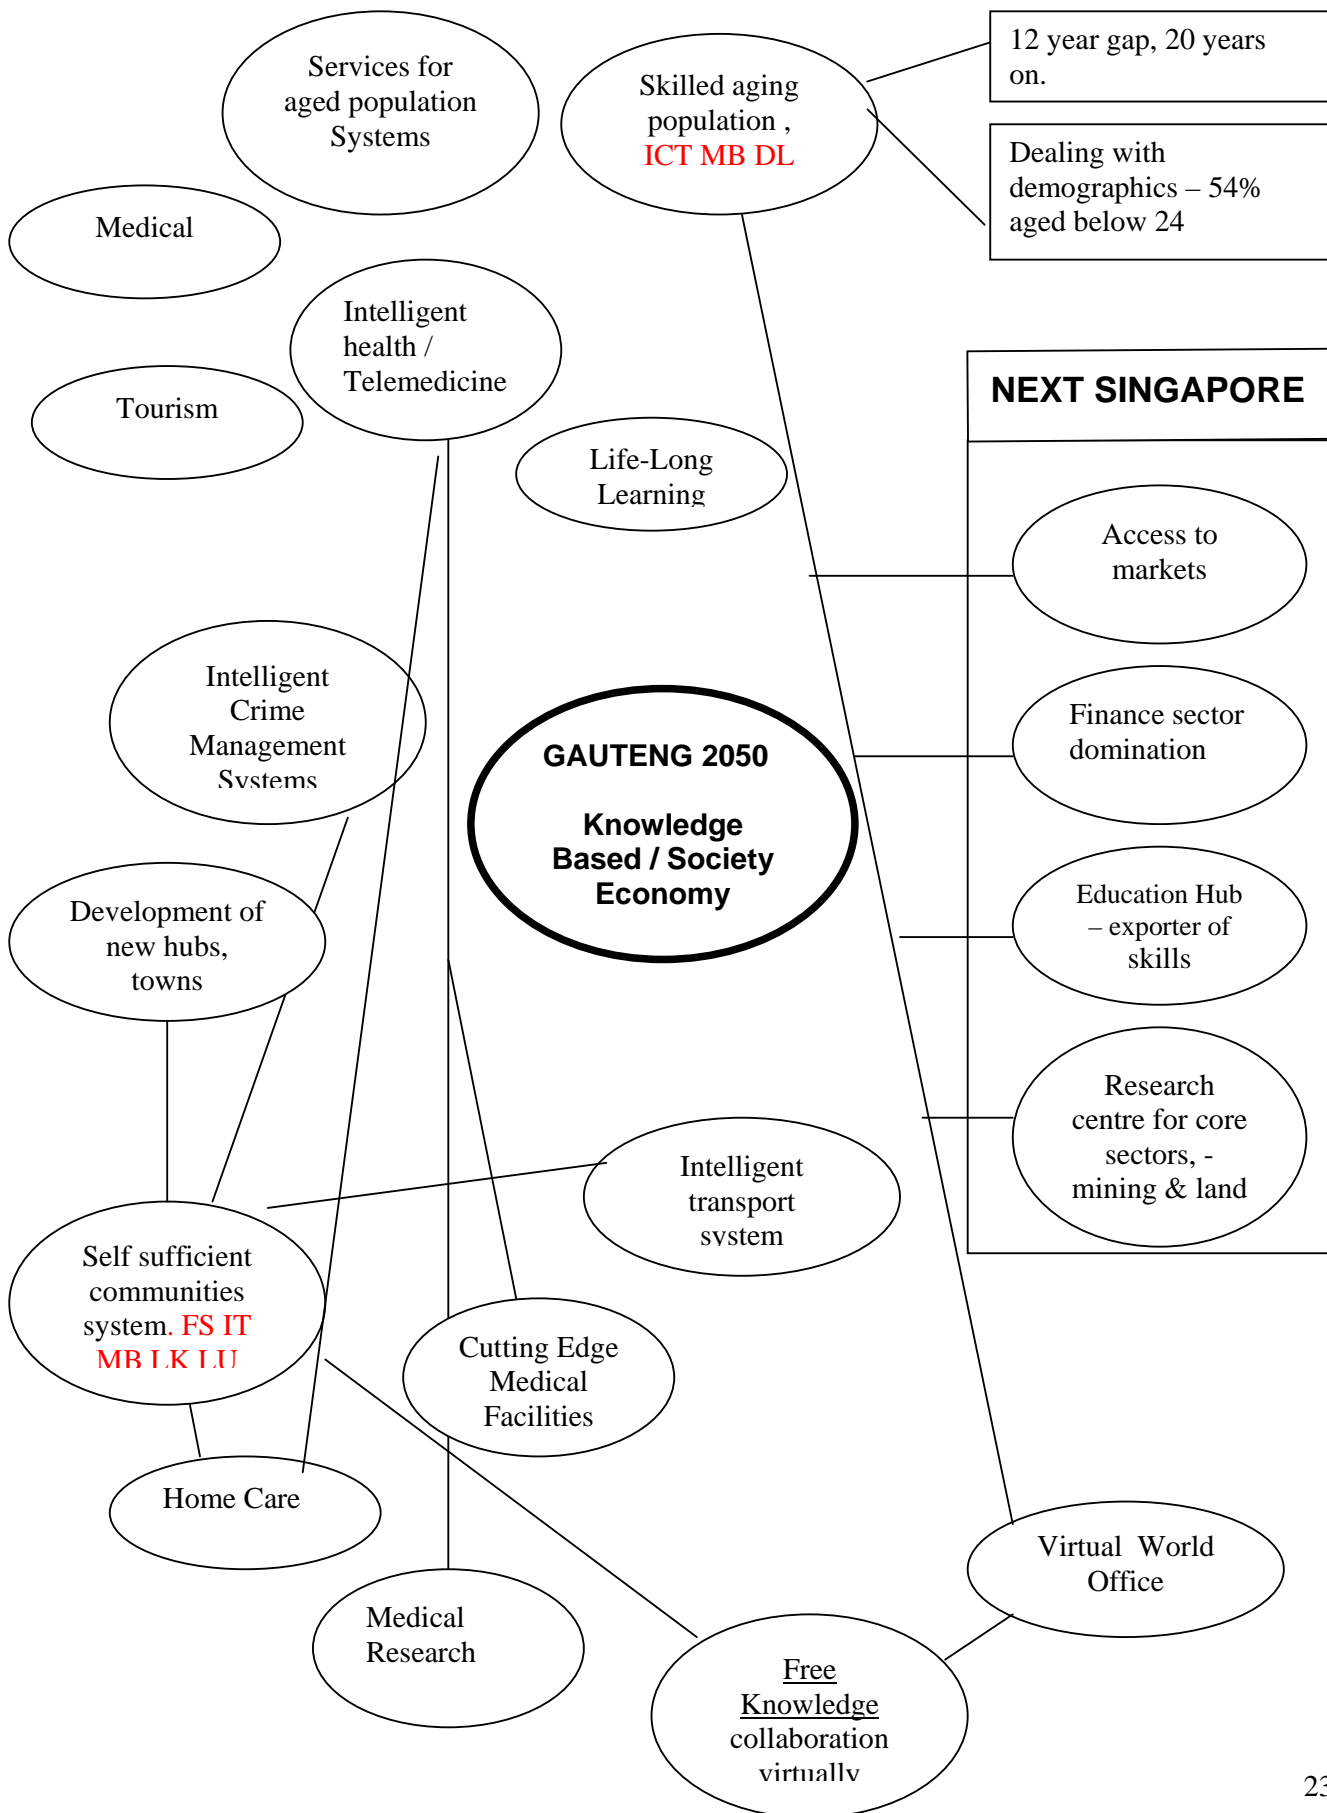 12 year gap, 20 years
on.
Services for
aged population
Systems
Skilled aging
population ,
ICT MB DL
Dealing with
demographics – 54%
aged below 24
Medical
Intelligent
health /
Telemedicine
Tourism
NEXT SINGAPORE
Life-Long
Learning
Access to
markets
Intelligent
Crime
Management
Systems
Finance sector
domination
GAUTENG 2050
Knowledge
Based / Society
Economy
Education Hub
– exporter of
skills
Development of
new hubs,
towns
Research
centre for core
sectors, -
mining & land
Intelligent
transport
system
Self sufficient
communities
system. FS IT
MB LK LU
Cutting Edge
Medical
Facilities
Home Care
Virtual World
Office
Medical
Research
Free
Knowledge
collaboration
virtually
23